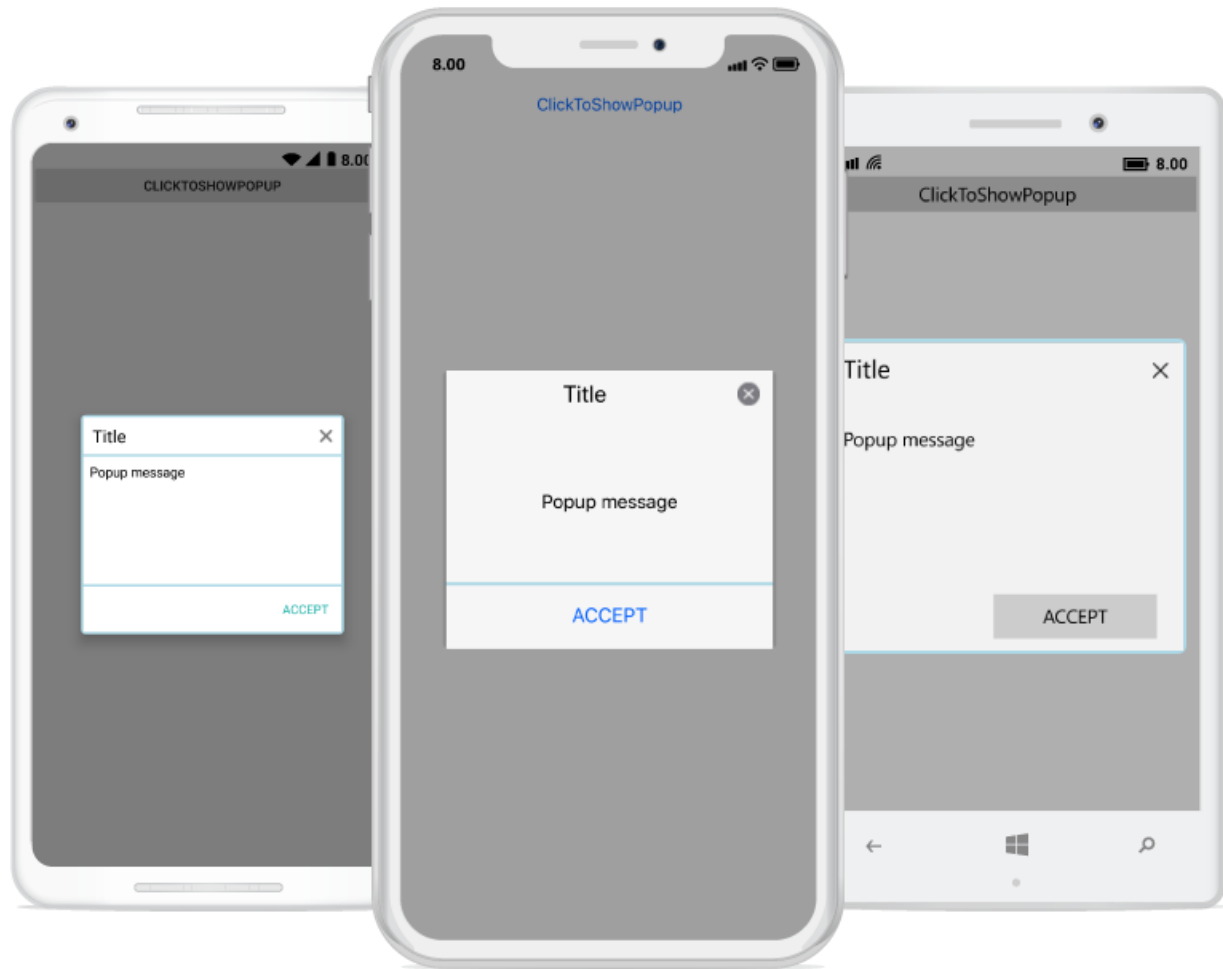 8.00
CLICKTOSHOWPOPUP
Title
Popup message
ACCEPT
8.00
ClickToShowPopup
Title
Popup message
ACCEPT
8.00
ClickToShowPopup
Title
Popup message
ACCEPT